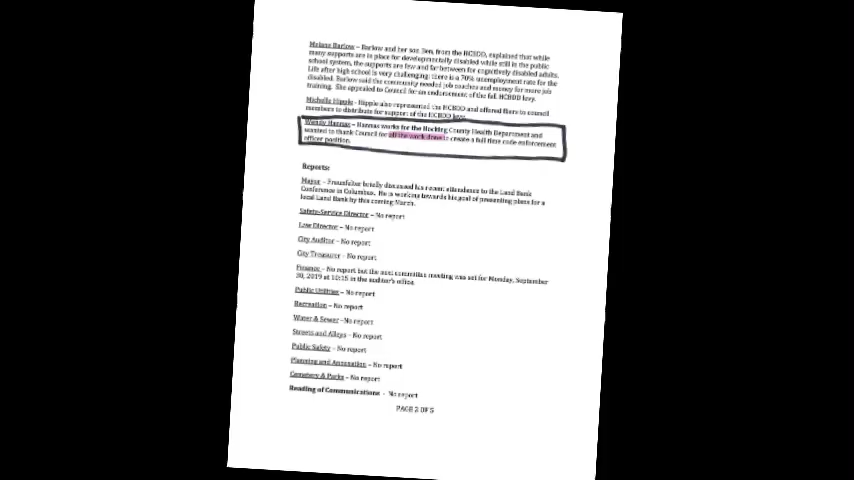 Melanie Barlow – Barlow and her son Ben, from the HCBDD, explained that while
many supports are in place for developmentally disabled while still in the public
school system, the supports are few and far between for cognitively disabled adults.
Life after high school is very challenging; there is a 70% unemployment rate for the
disabled. Barlow said the community needed job coaches and money for more job
training. She appealed to Council for an endorsement of the fall HCBDD levy.
Michelle Hipple - Hipple also represented the HCBDD and offered fliers to council
members to distribute for support of the HCBDD levy.
Wendy Hannas – Hannas works for the Hocking County Health Department and
wanted to thank Council for all the work done to create a full time code enforcement
officer position.
Reports:
Mayor – Fraunfelter briefly discussed his recent attendance to the Land Bank
Conference in Columbus. He is working towards his goal of presenting plans for a
local Land Bank by this coming March.
Safety-Service Director – No report
Law Director – No report
City Auditor – No report
City Treasurer – No report
Finance – No report but the next committee meeting was set for Monday, September
30, 2019 at 10:15 in the auditor's office.
Public Utilities – No report
Recreation – No report
Water & Sewer –No report
Streets and Alleys – No report
Public Safety – No report
Planning and Annexation – No report
Cemetery & Parks – No report
Reading of Communications - No report
PAGE 2 OF 5